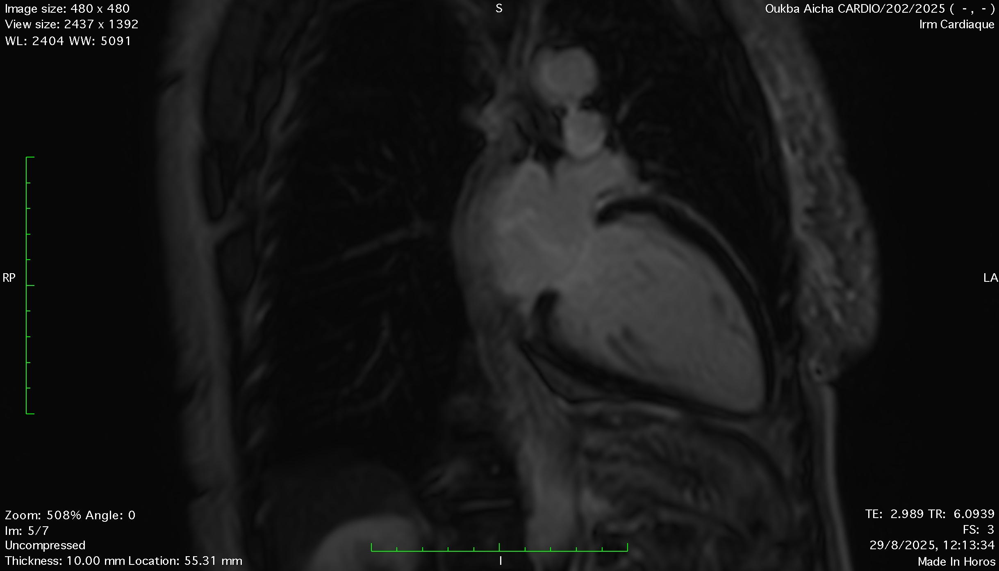 Image size: 480 x 480
View size: 2437 x 1392
WL: 2404 WW: 5091
S
Oukba Aicha CARDIO/202/2025 ( -, -)
Irm Cardiaque
RP
LA
Zoom: 508% Angle: 0
Im: 5/7
Uncompressed
Thickness: 10.00 mm Location: 55.31 mm
I
TE: 2.989 TR: 6.0939
FS: 3
29/8/2025, 12:13:34
Made In Horos